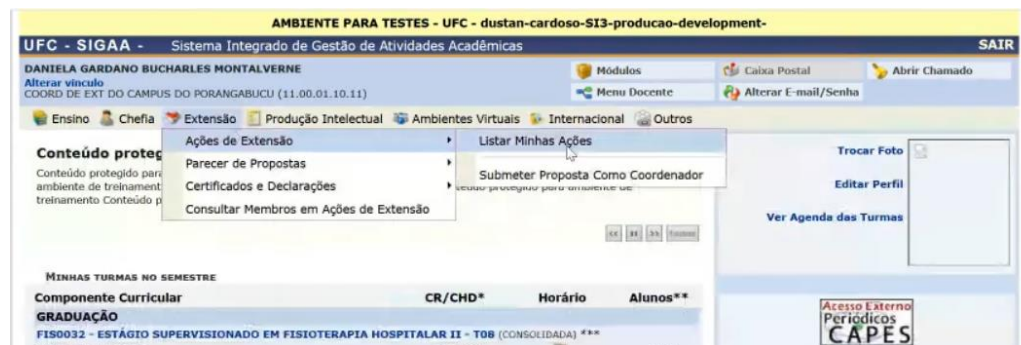 AMBIENTE PARA TESTES - UFC - dustan-cardoso-SI3-producao-develpment-
UFC - SIGAA - Sistema Integrado de Gestão de Atividades Acadêmicas SAIR
DANIELA GARDANO BUCHARLES MONTALVERNE
Alterar vínculo
COORD DE EXT DO CAMPUS DO PORANGABUCU (11.00.01.10.11)
Módulos Caixa Postal Abrir Chamado
Menu Docente Alterar E-mail/Senha
Ensino Chefia Extensão Produção Intelectual Ambientes Virtuais Internacional Outros
Ações de Extensão Listar Minhas Ações
Parecer de Propostas Submeter Proposta Como Coordenador
Certificados e Declarações
Consultar Membros em Ações de Extensão
Conteúdo proteg
Conteúdo protegido para
ambiente de treinament teúdo protegido para ambiente de
treinamento Conteúdo p
Trocar Foto
Editar Perfil
Ver Agenda das Turmas
MINHAS TURMAS NO SEMESTRE
Componente Curricular CR/CHD* Horário Alunos**
GRADUAÇÃO
FIS0032 - ESTÁGIO SUPERVISIONADO EM FISIOTERAPIA HOSPITALAR II - T08 (CONSOLIDADA) ***
Acesso Externo
Periódicos
CAPES